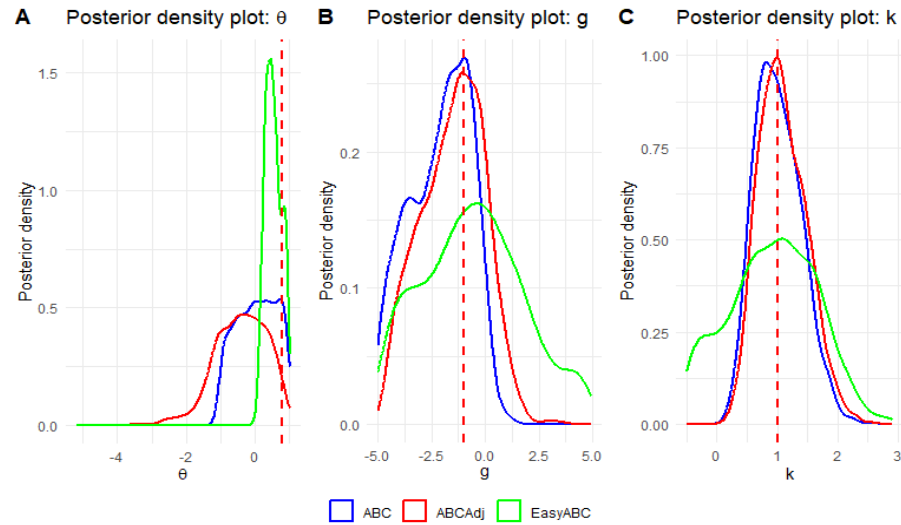 A Posterior density plot: θ
Posterior density
1.5
1.0
0.5
0.0
-4 -2 0
θ
B Posterior density plot: g
Posterior density
0.2
0.1
0.0
-5.0 -2.5 0.0 2.5 5.0
g
C Posterior density plot: k
Posterior density
1.00
0.75
0.50
0.25
0.00
0 1 2 3
k
ABC ABCAdj EasyABC